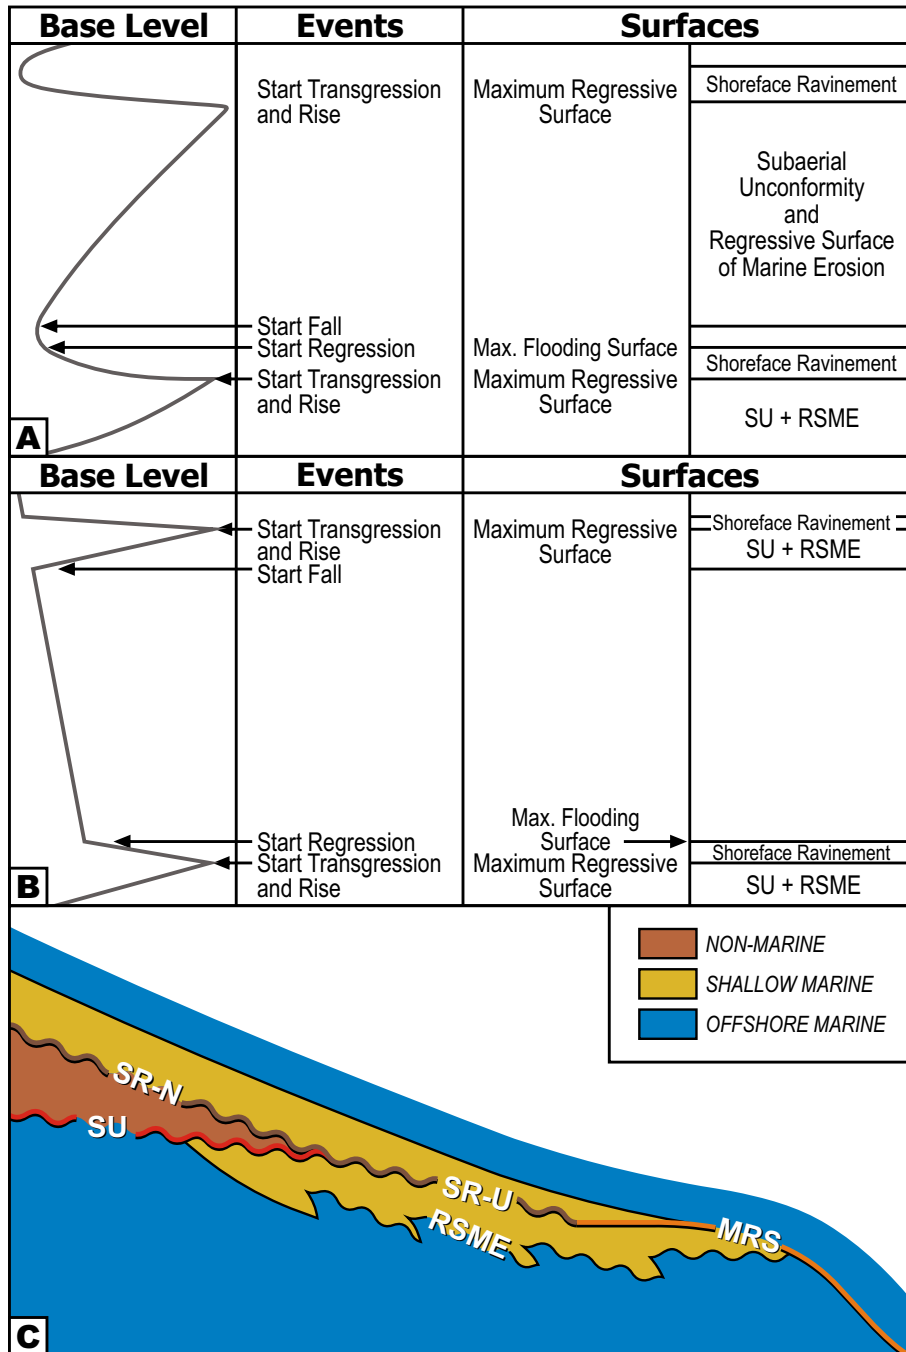 Base Level
Events
Surfaces
Start Transgression
and Rise
Maximum Regressive
Surface
Shoreface Ravinement
Subaerial
Unconformity
and
Regressive Surface
of Marine Erosion
Start Fall
Start Regression
Max. Flooding Surface
Shoreface Ravinement
Start Transgression
and Rise
Maximum Regressive
Surface
SU + RSME
A
Base Level
Events
Surfaces
Start Transgression
and Rise
Start Fall
Maximum Regressive
Surface
Shoreface Ravinement
SU + RSME
Start Regression
Start Transgression
and Rise
Max. Flooding
Surface
Maximum Regressive
Surface
Shoreface Ravinement
SU + RSME
B
NON-MARINE
SHALLOW MARINE
OFFSHORE MARINE
SR-N
SU
SR-U
RSME
MRS
C